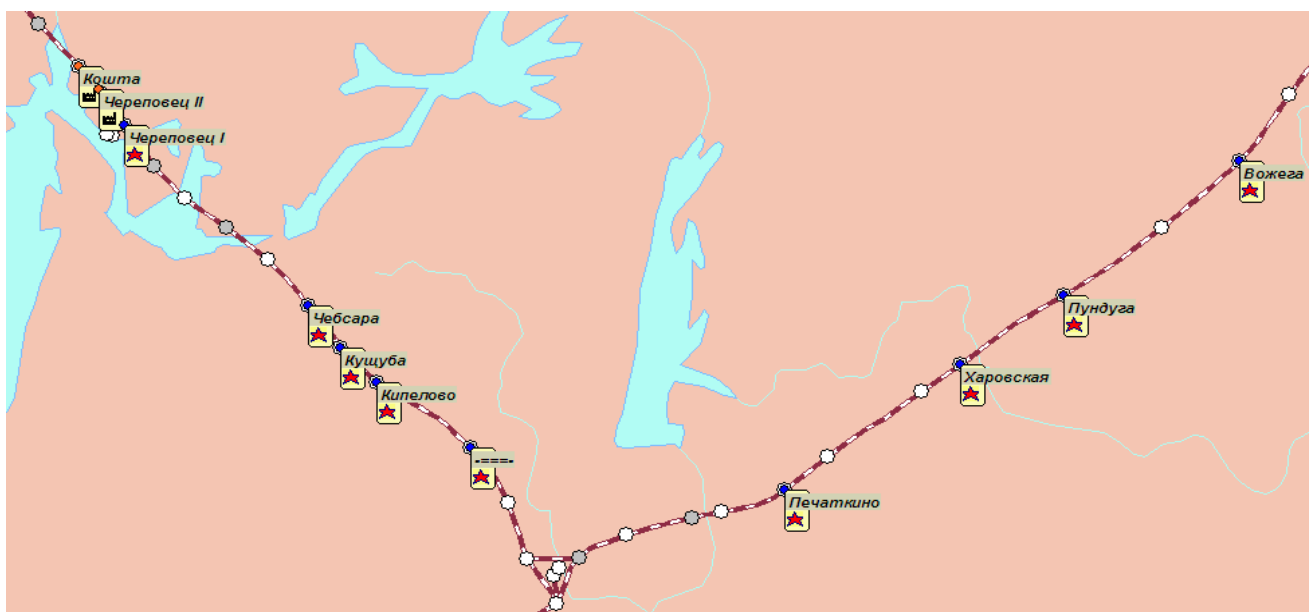 Кошта
Череповец II
Череповец I
Чебсара
Кущуба
Кипелово
-===-
Печаткино
Харовская
Пундуга
Вожега